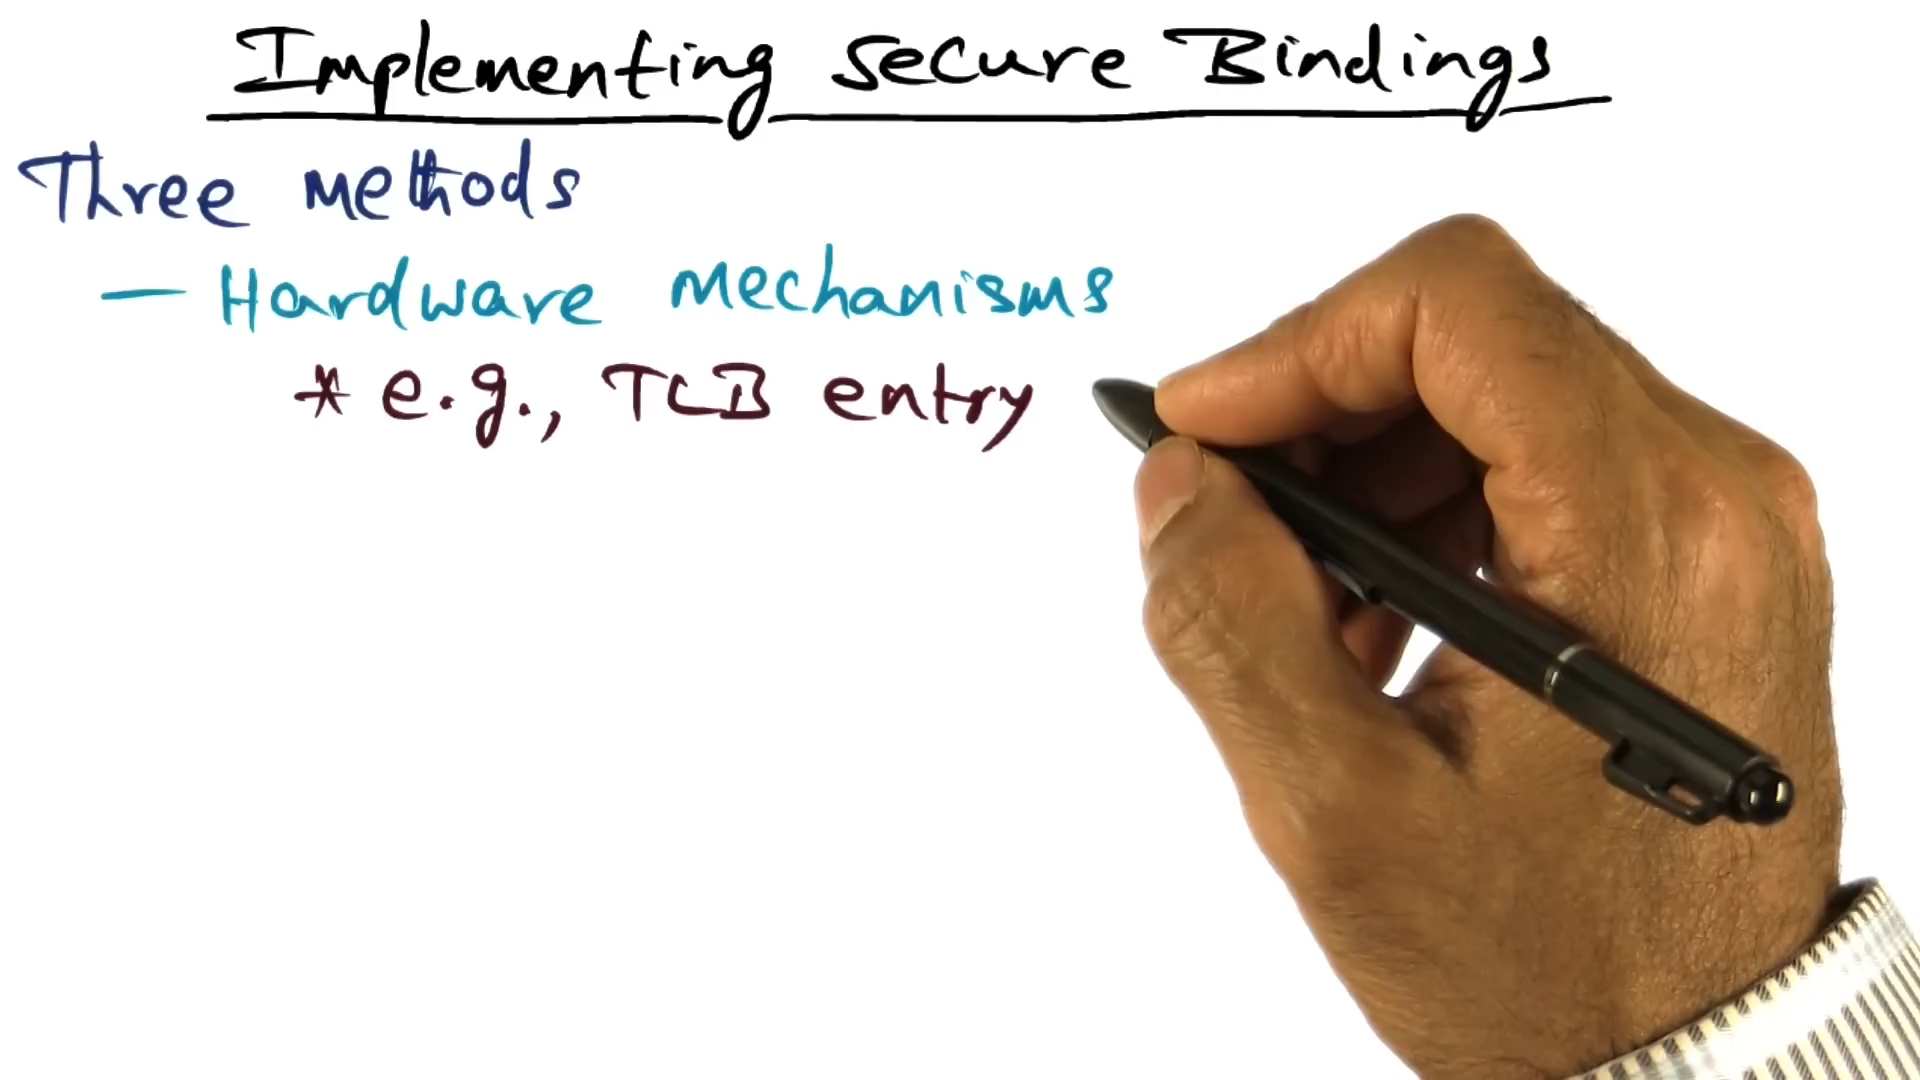 Implementing Secure Bindings
Three methods
— Hardware mechanisms
* e.g., TLB entry